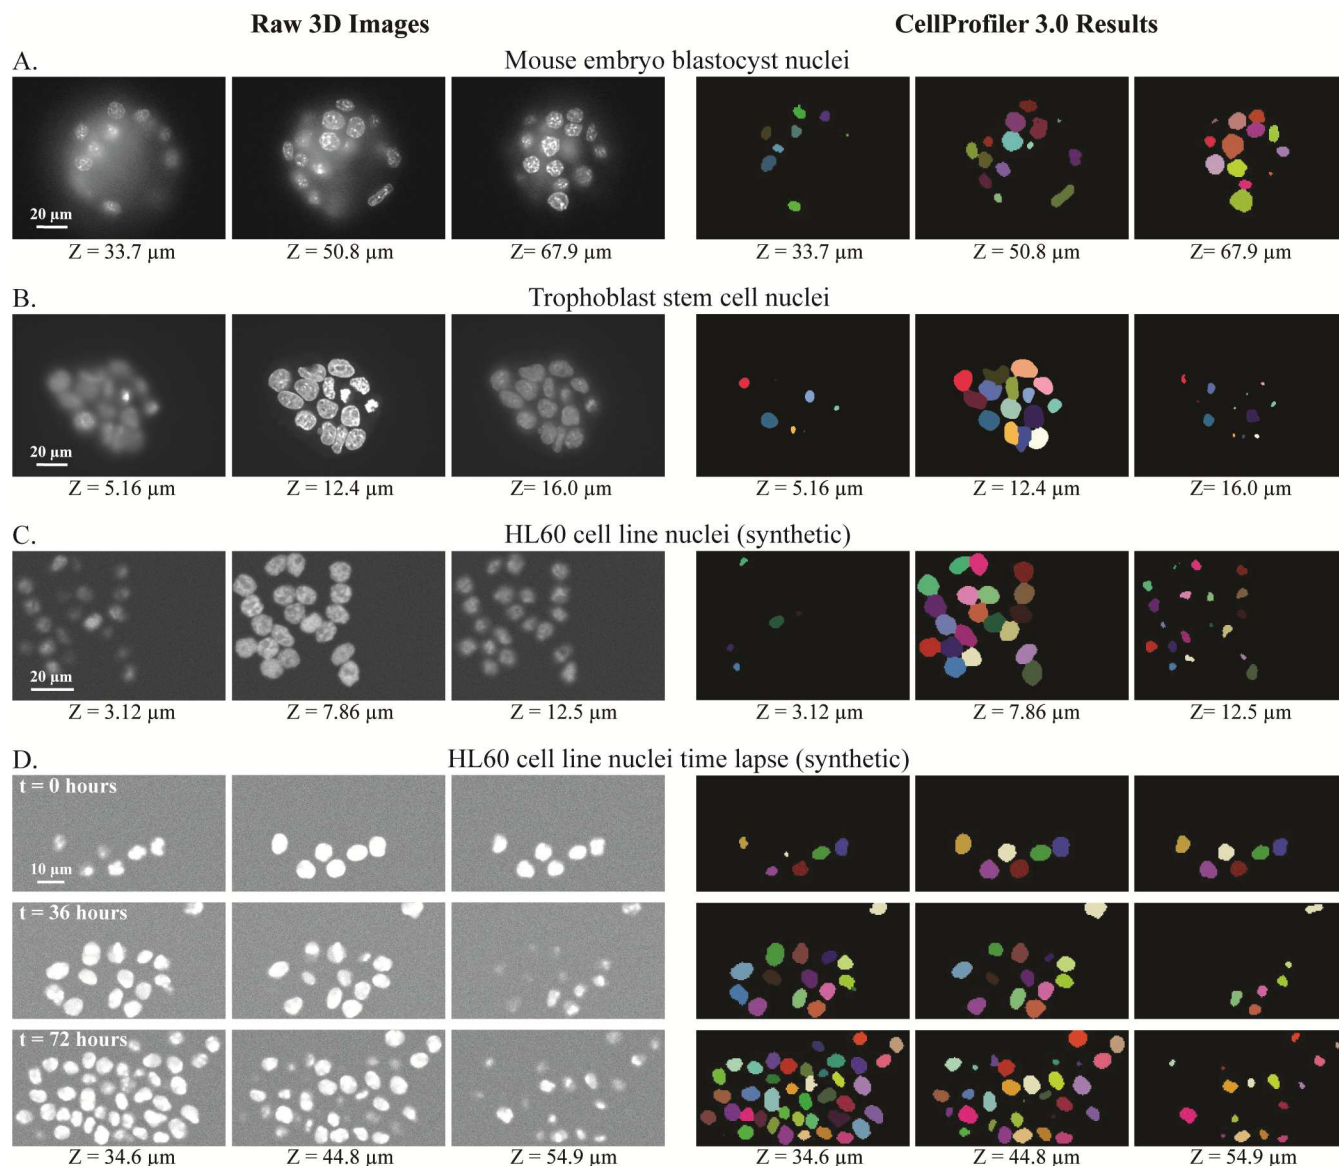 Raw 3D Images CellProfiler 3.0 Results
A. Mouse embryo blastocyst nuclei
20 µm
Z = 33.7 µm Z = 50.8 µm Z = 67.9 µm Z = 33.7 µm Z = 50.8 µm Z = 67.9 µm
B. Trophoblast stem cell nuclei
20 µm
Z = 5.16 µm Z = 12.4 µm Z= 16.0 µm Z = 5.16 µm Z = 12.4 µm Z = 16.0 µm
C. HL60 cell line nuclei (synthetic)
20 µm
Z = 3.12 µm Z = 7.86 µm Z = 12.5 µm Z = 3.12 µm Z = 7.86 µm Z= 12.5 µm
D. HL60 cell line nuclei time lapse (synthetic)
t = 0 hours
10 µm
t = 36 hours
t = 72 hours
Z = 34.6 µm Z = 44.8 µm Z = 54.9 µm Z = 34.6 µm Z = 44.8 µm Z = 54.9 µm